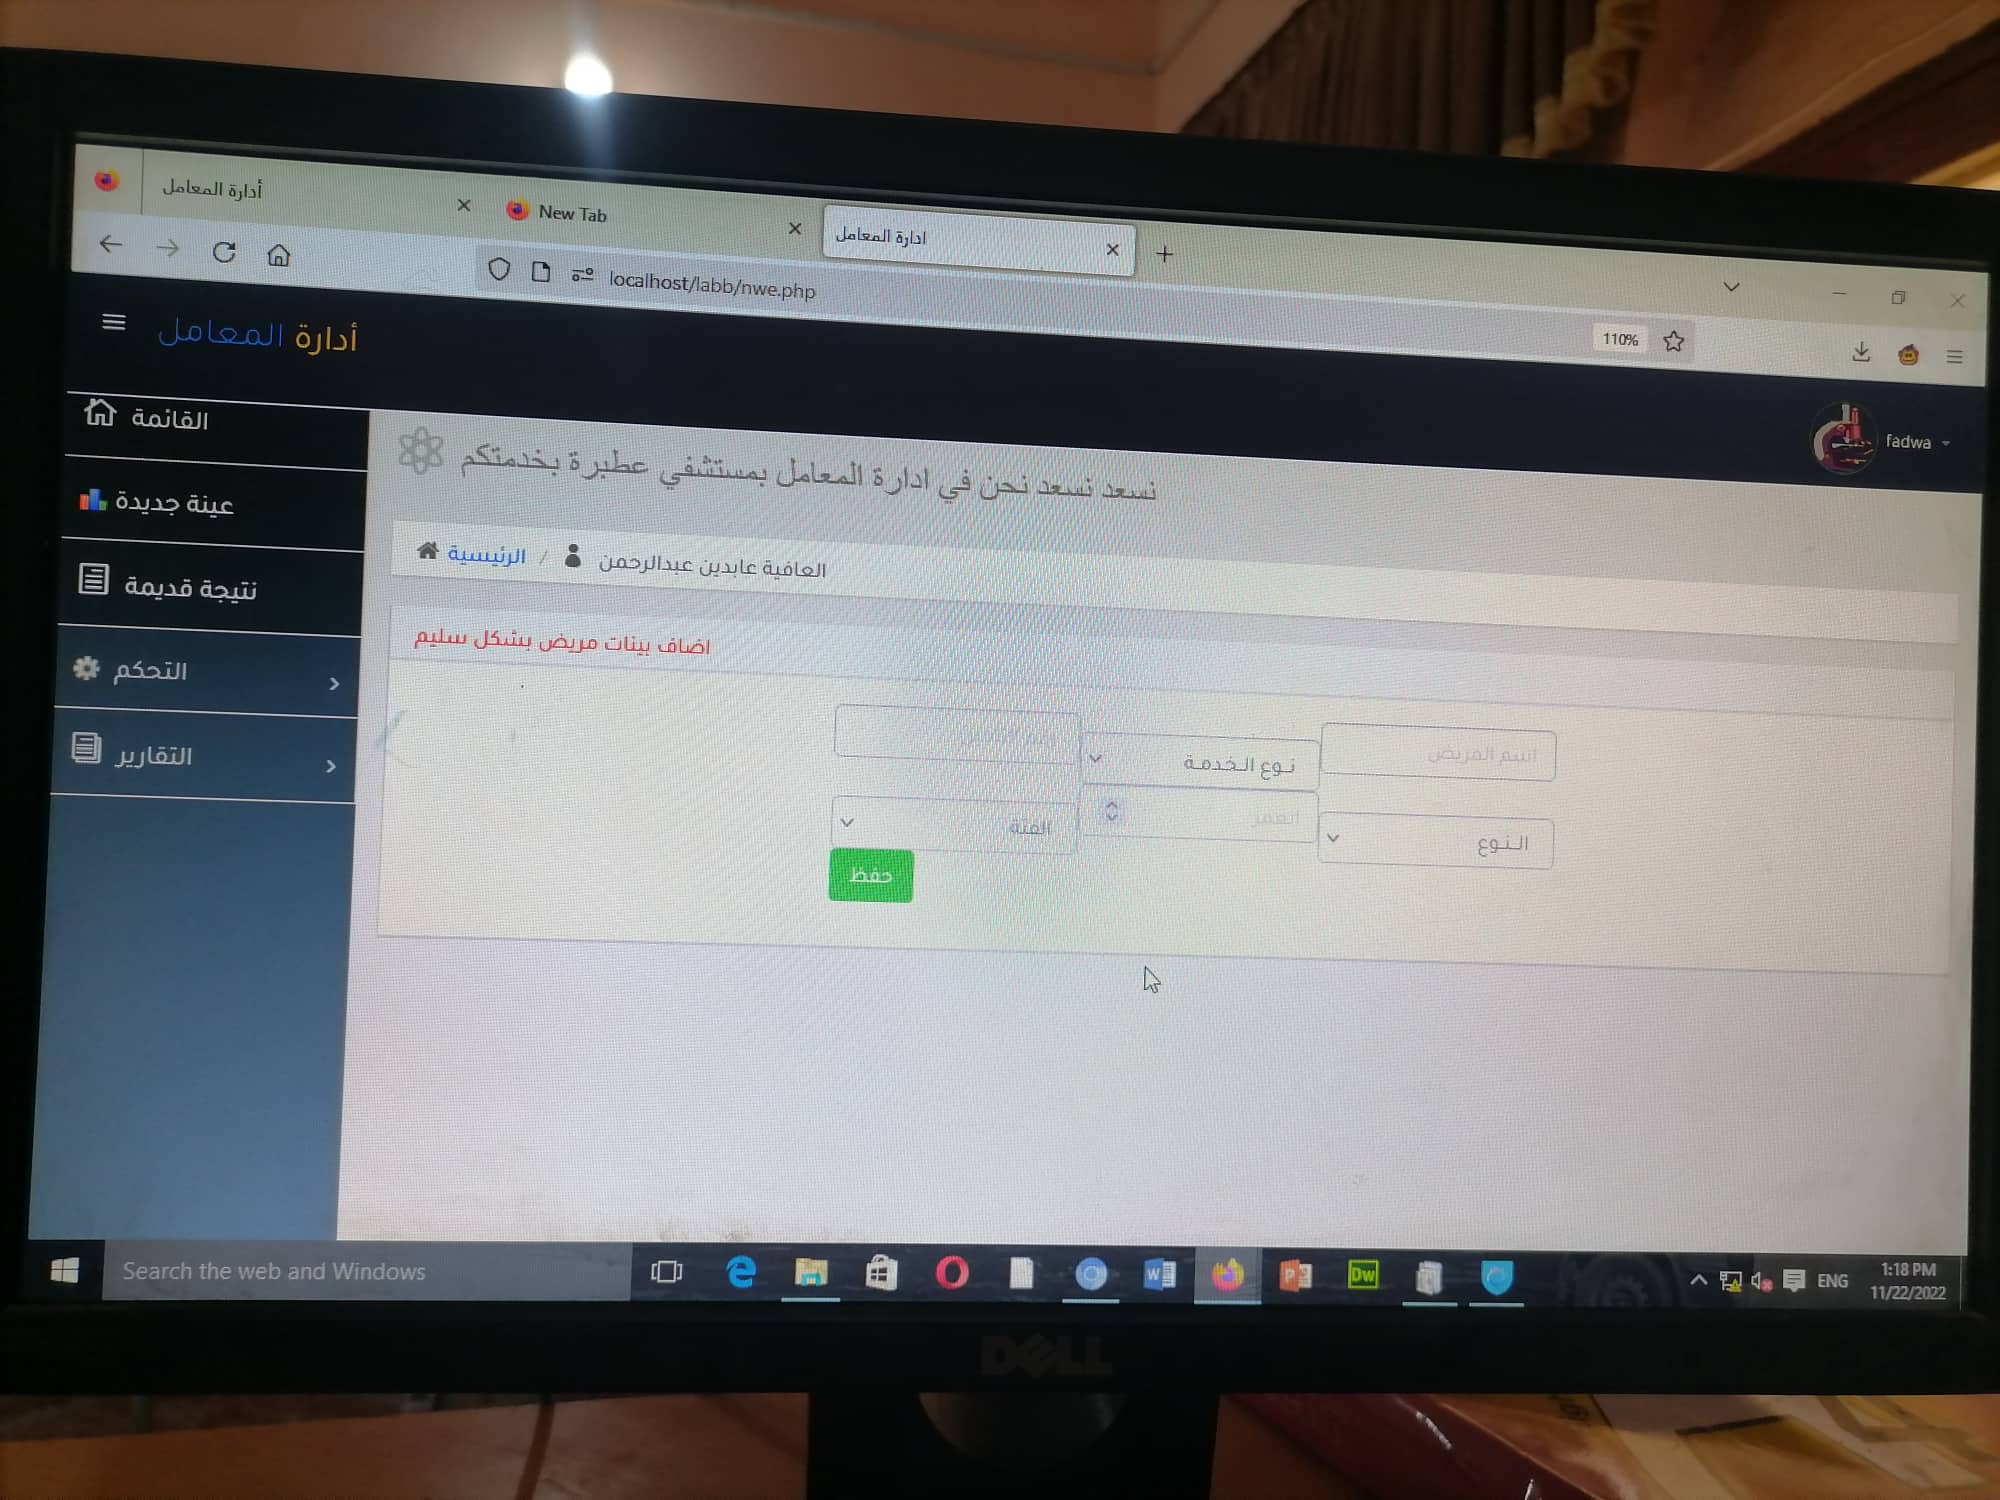 أدارة المعامل
New Tab
ادارة المعامل
localhost/labb/nwe.php
110%
أدارة المعامل
fadwa
القائمة
عينة جديدة
نتيجة قديمة
التحكم
التقارير
نسعد نسعد نحن في ادارة المعامل بمستشفي عطبرة بخدمتكم
الرئيسية / العافية عابدين عبدالرحمن
اضاف بينات مريض بشكل سليم
اسم المريض
نوع الخدمة
النوع
العمر
الفئة
حفظ
Search the web and Windows
W
P
Dw
ENG
1:18 PM
11/22/2022
DELL